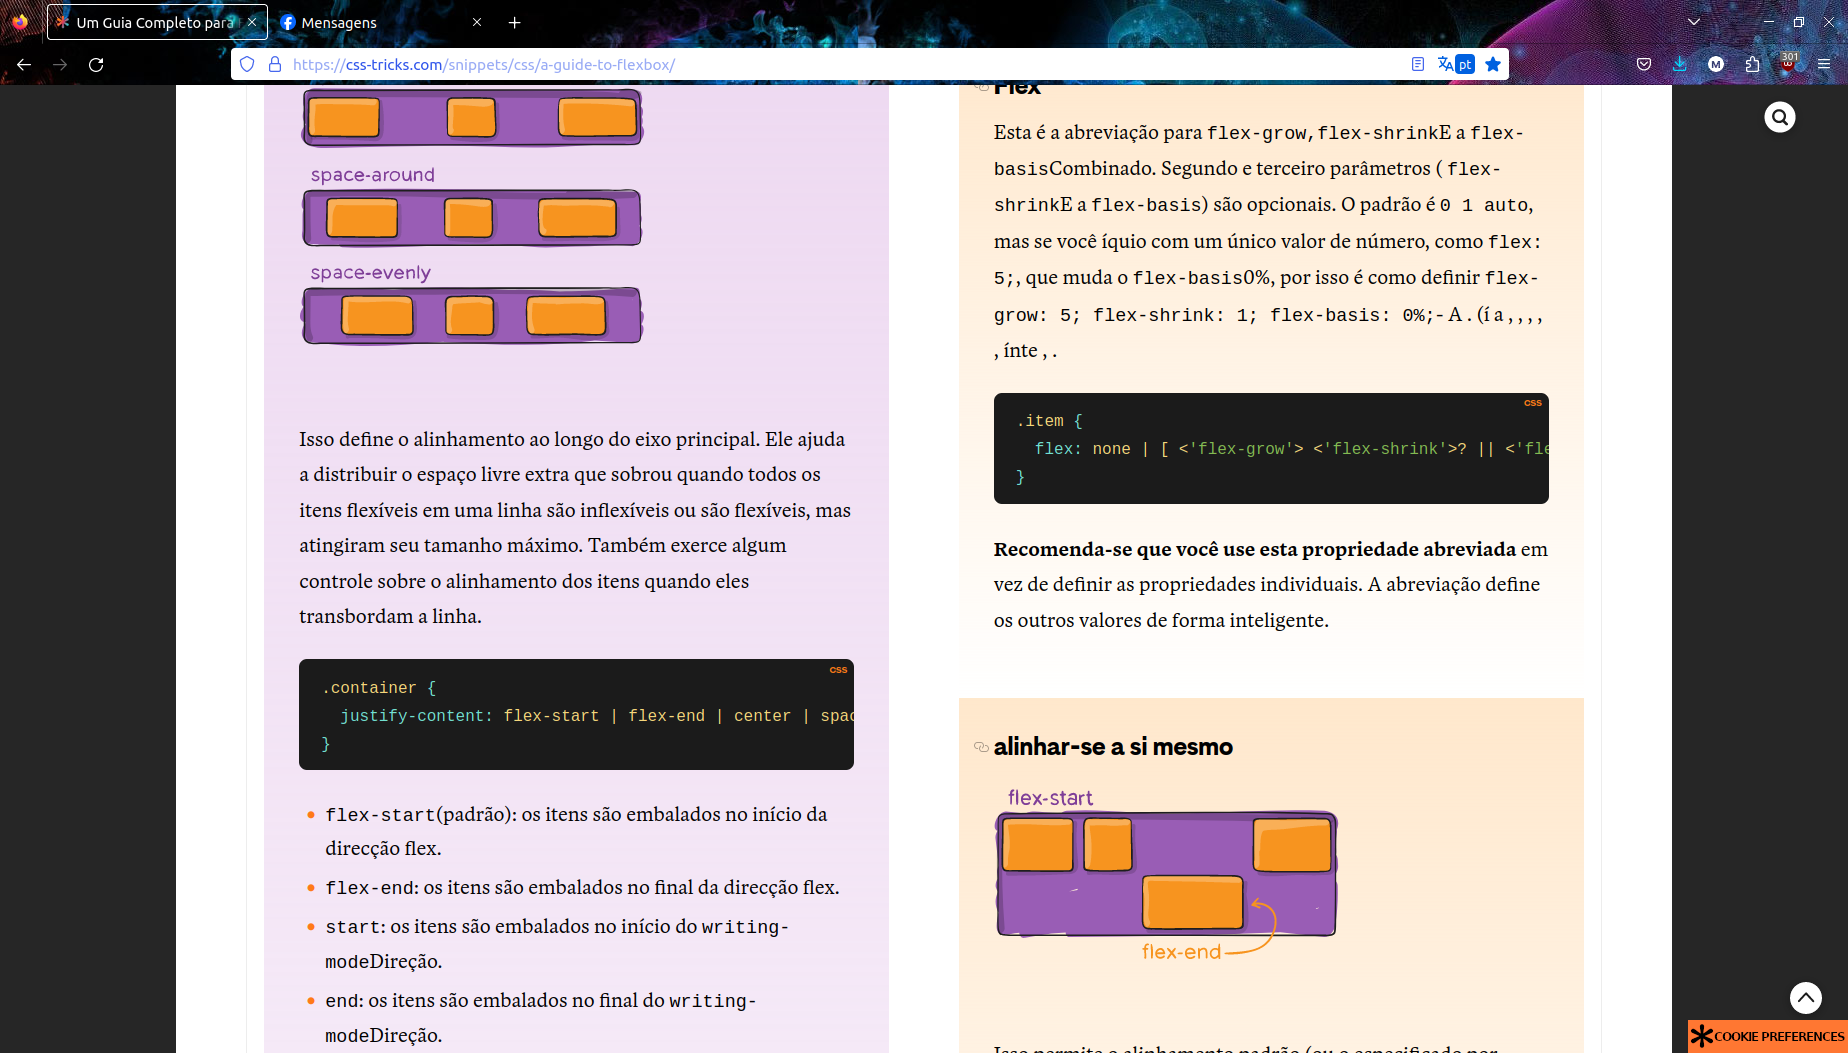 Um Guia Completo para
Mensagens
https://css-tricks.com/snippets/css/a-guide-to-flexbox/
pt
M
301
space-around
space-evenly
Isso define o alinhamento ao longo do eixo principal. Ele ajuda
a distribuir o espaço livre extra que sobrou quando todos os
itens flexíveis em uma linha são inflexíveis ou são flexíveis, mas
atingiram seu tamanho máximo. Também exerce algum
controle sobre o alinhamento dos itens quando eles
transbordam a linha.
CSS
.container {
justify-content: flex-start | flex-end | center | spac
}
flex-start(padrão): os itens são embalados no início da
direcção flex.
flex-end: os itens são embalados no final da direcção flex.
start: os itens são embalados no início do writing-
modeDireção.
end: os itens são embalados no final do writing-
modeDireção.
Flex
Esta é a abreviação para flex-grow,flex-shrinkE a flex-
basisCombinado. Segundo e terceiro parâmetros ( flex-
shrinkE a flex-basis) são opcionais. O padrão é 0 1 auto,
mas se você íquio com um único valor de número, como flex:
5;, que muda o flex-basis0%, por isso é como definir flex-
grow: 5; flex-shrink: 1; flex-basis: 0%;- A . (í a , , , ,
, ínte , .
CSS
.item {
flex: none | [ <'flex-grow'> <'flex-shrink'>? || <'fle
}
Recomenda-se que você use esta propriedade abreviada em
vez de definir as propriedades individuais. A abreviação define
os outros valores de forma inteligente.
alinhar-se a si mesmo
flex-start
flex-end
Isso permite o alinhamento padrão (ou o especificado por
COOKIE PREFERENCES